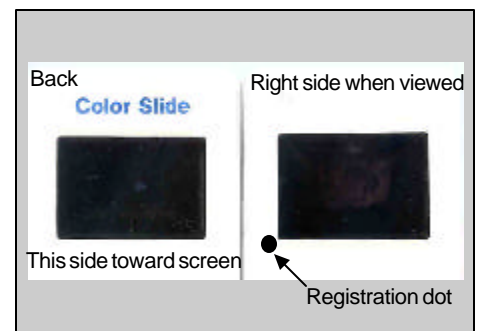 Back
Color Slide
This side toward screen
Right side when viewed
Registration dot